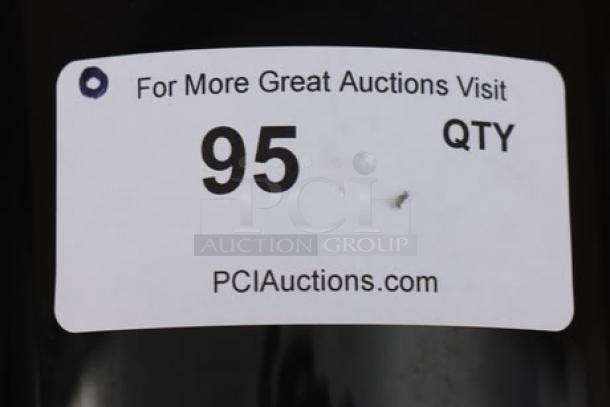 For More Great Auctions Visit
95
QTY
PCI
AUCTION GROUP
PCIAuctions.com